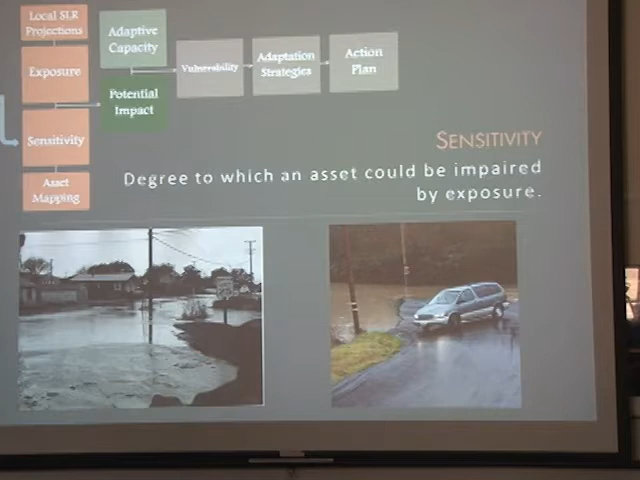 Local SLR
Projections
Exposure
Sensitivity
Asset
Mapping
Adaptive
Capacity
Potential
Impact
Vulnerability
Adaptation
Strategies
Action
Plan
SENSITIVITY
Degree to which an asset could be impaired
by exposure.